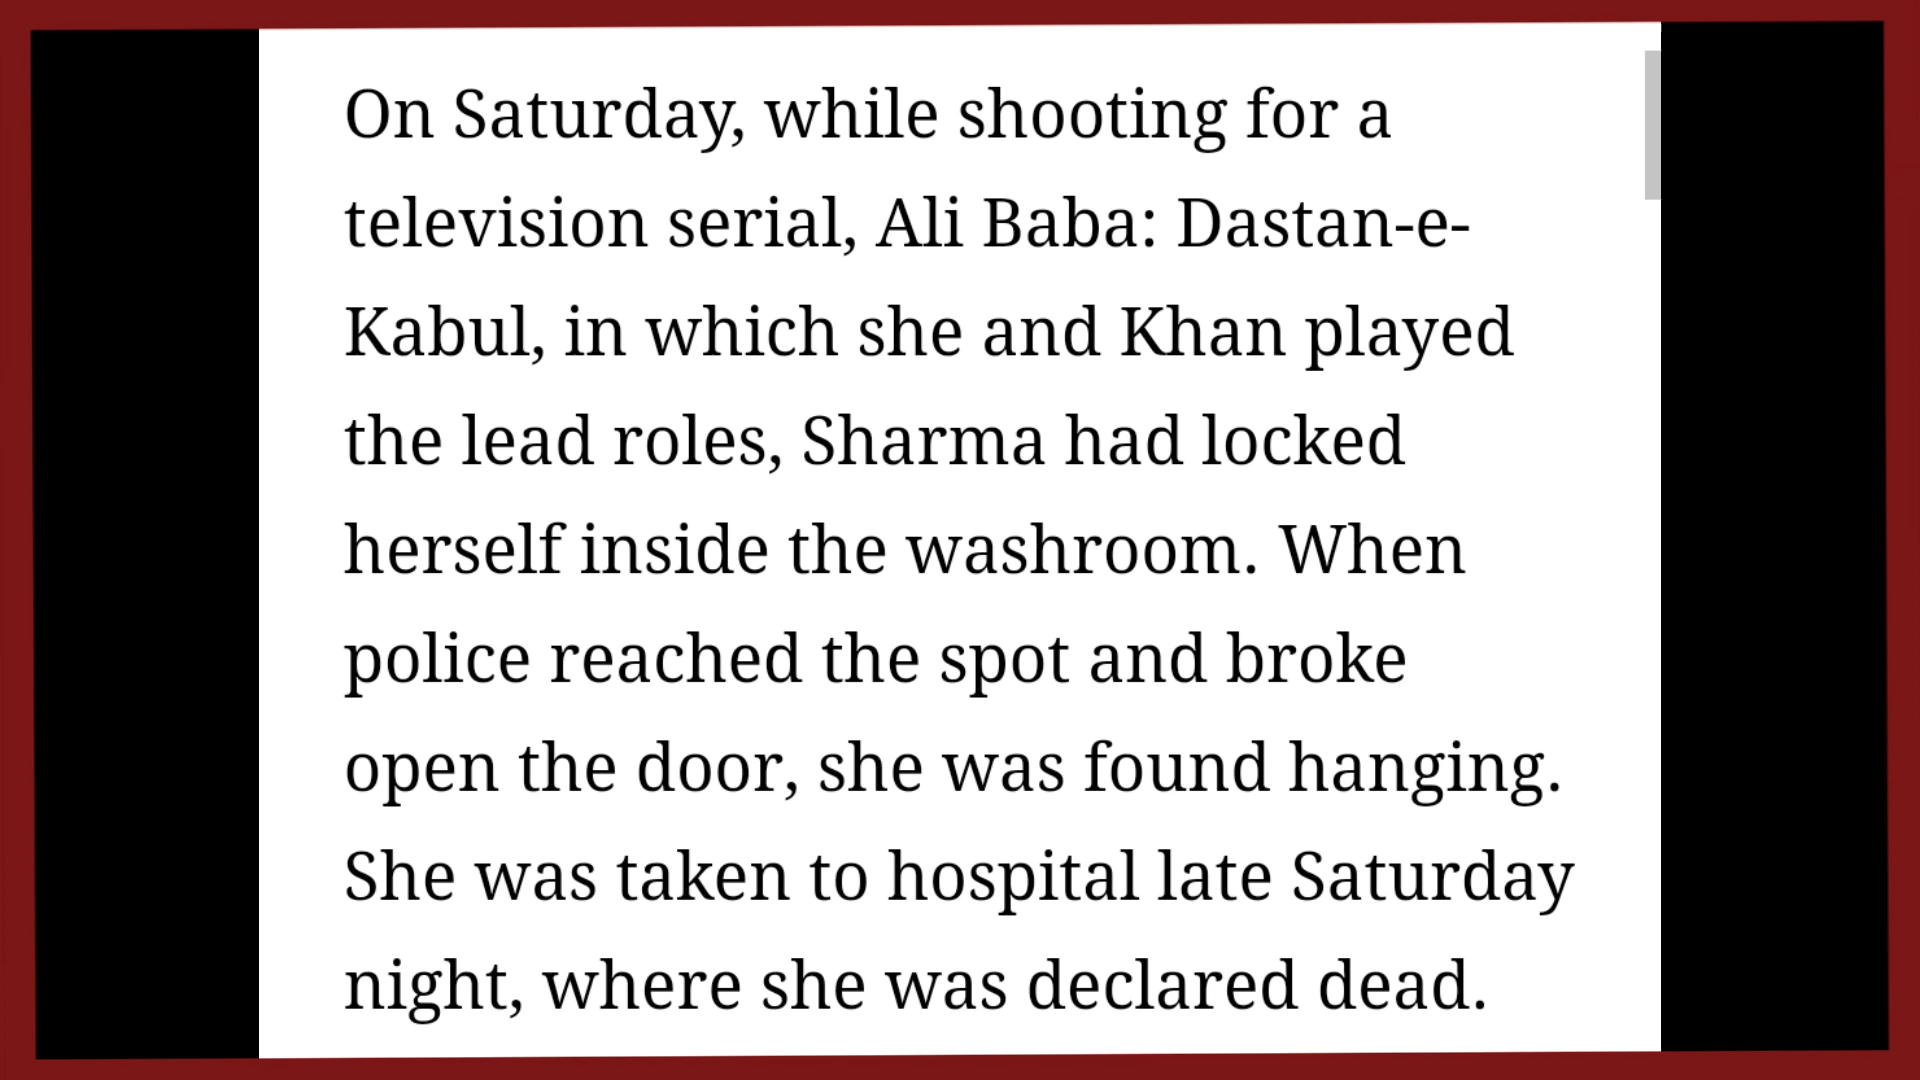 On Saturday, while shooting for a
television serial, Ali Baba: Dastan-e-
Kabul, in which she and Khan played
the lead roles, Sharma had locked
herself inside the washroom. When
police reached the spot and broke
open the door, she was found hanging.
She was taken to hospital late Saturday
night, where she was declared dead.